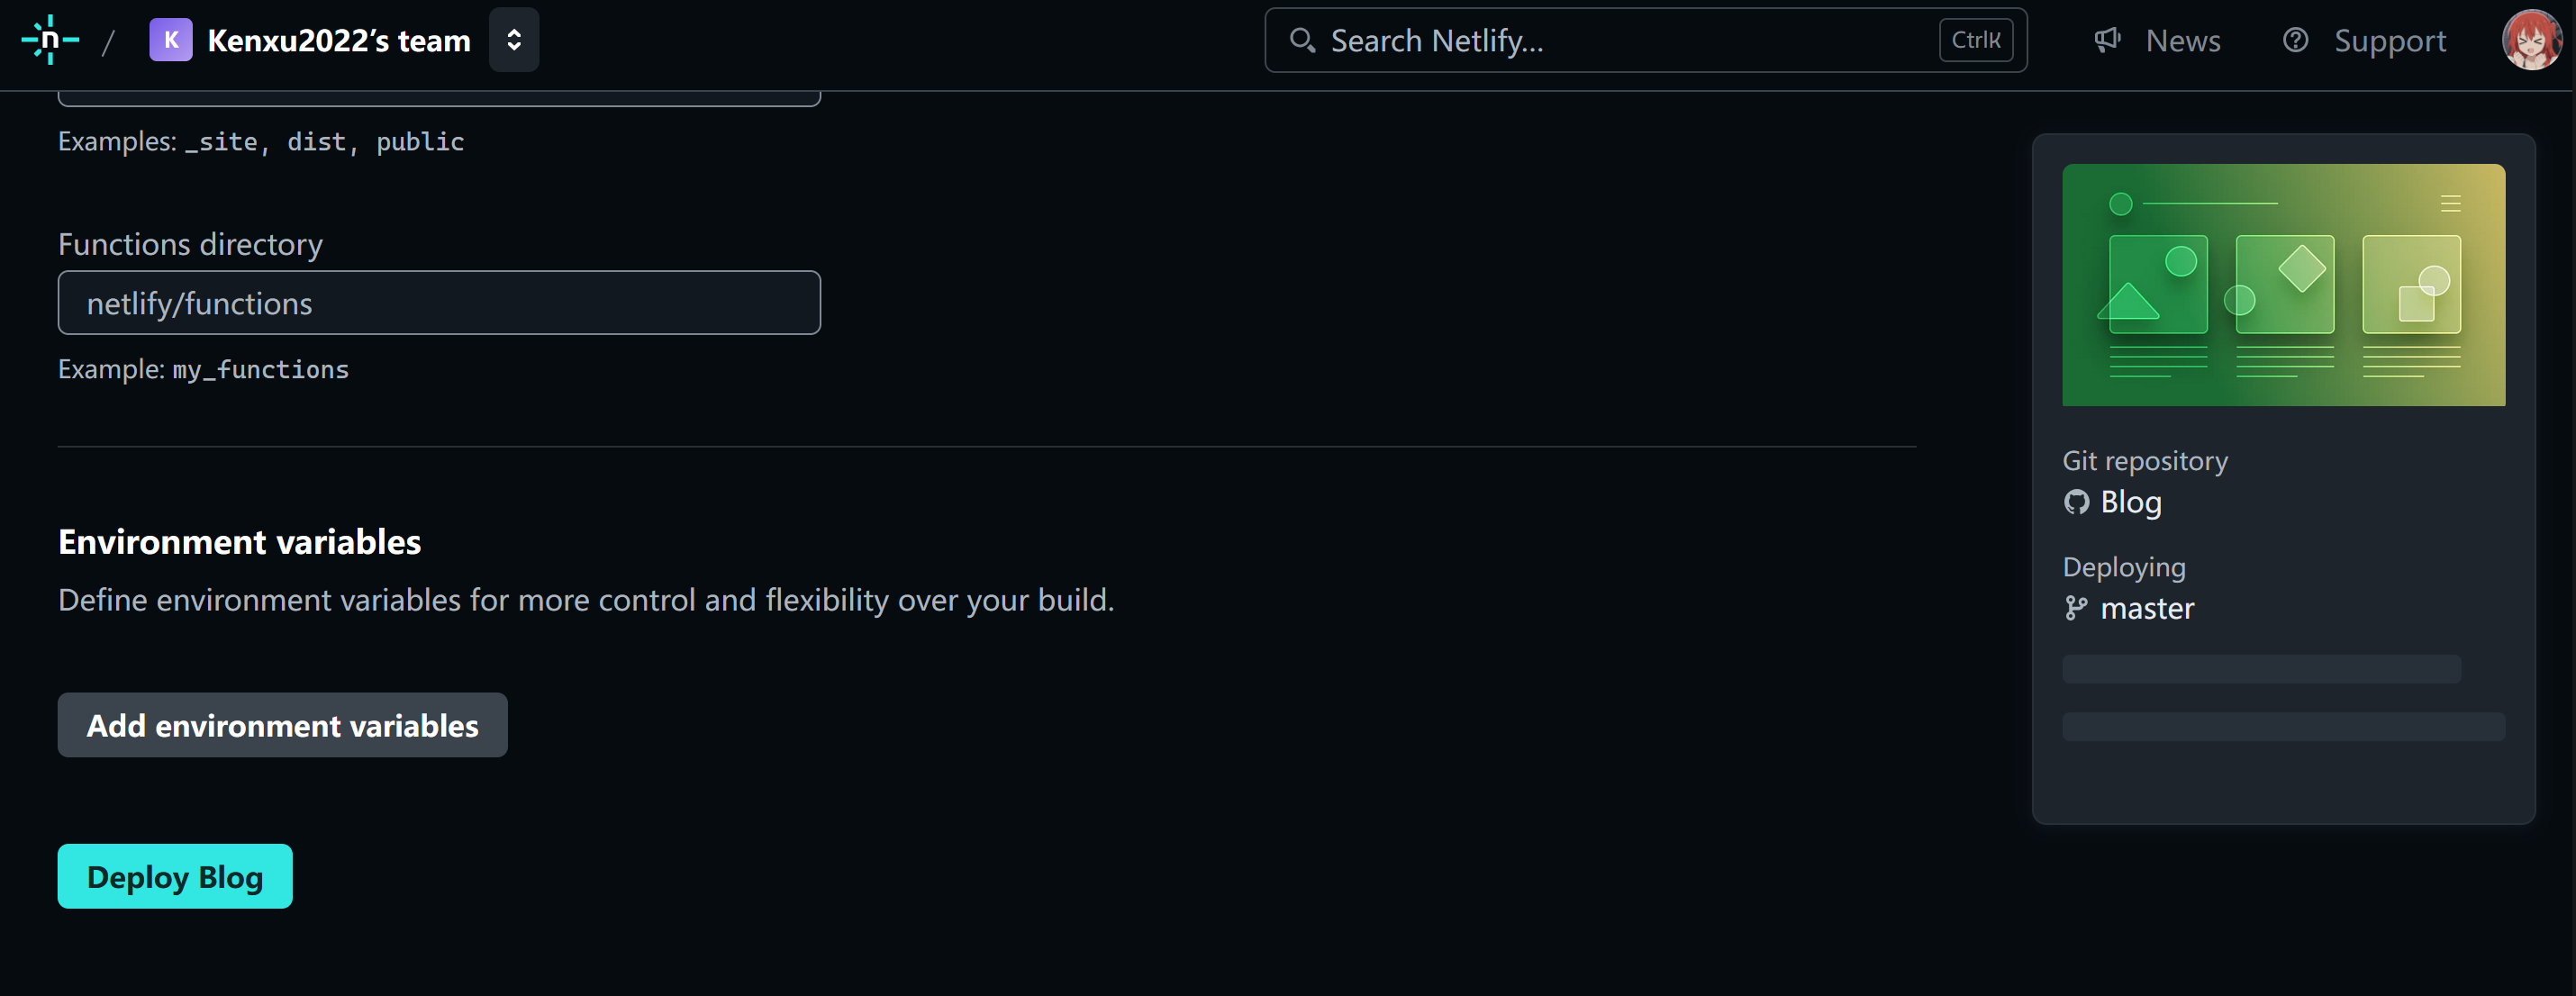 n / K Kenxu2022’s team
Search Netlify...
CtrlK
News
Support
Examples: _site, dist, public
Functions directory
netlify/functions
Example: my_functions
Environment variables
Define environment variables for more control and flexibility over your build.
Add environment variables
Deploy Blog
Git repository
Blog
Deploying
master